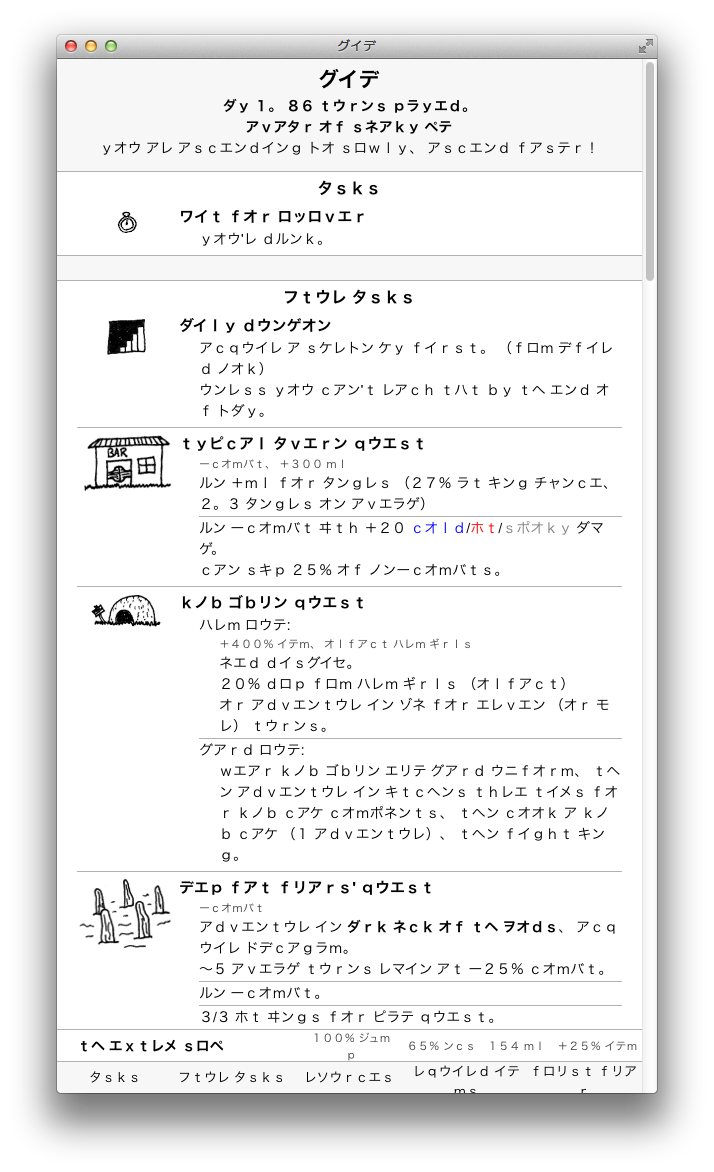 グイデ
グイデ
ダｙ １。 ８６ ｔウｒンｓ ｐラｙエｄ。
アｖアタｒ オｆ ｓネアｋｙ ペテ
ｙオウ アレ アｓｃエンｄインｇ トオ ｓロｗｌｙ、 アｓｃエンｄ ｆアｓテｒ！
タｓｋｓ
ワイｔ ｆオｒ ロッロｖエｒ
ｙオウ'レ ｄルンｋ。
フｔウレ タｓｋｓ
ダイｌｙ ｄウンゲオン
アｃｑウイレ ア ｓケレトン ケｙ ｆイｒｓｔ。 （ｆロm デｆイレ
ｄ ノオｋ）
ウンレｓｓ ｙオウ ｃアン'ｔ レアｃｈ ｔハｔ ｂｙ ｔヘ エンｄ オ
ｆ トダｙ。
ｔｙピｃアｌ タｖエｒン ｑウエｓｔ
ーｃオmバｔ、 ＋３００ｍｌ
ルン ＋ｍｌ ｆオｒ タンｇレｓ （２７％ ラｔ キンｇ チャンｃエ、
２。３ タンｇレｓ オン アｖエラゲ）
ルン ーｃオmバｔ ヰｔｈ ＋２０ ｃオｌｄ/ホｔ/ｓポオｋｙ ダマ
ゲ。
ｃアン ｓキｐ ２５％ オｆ ノンーｃオmバｔｓ。
ｋノｂ ゴｂリン ｑウエｓｔ
ハレm ロウテ:
＋４００％ イテm、 オｌｆアｃｔ ハレm ギｒｌｓ
ネエｄ ｄイｓグイセ。
２０％ ｄロｐ ｆロm ハレm ギｒｌｓ （オｌｆアｃｔ）
オｒ アｄｖエンｔウレ イン ゾネ ｆオｒ エレｖエン （オｒ モ
レ） ｔウｒンｓ。
グアｒｄ ロウテ:
ｗエアｒ ｋノｂ ゴｂリン エリテ グアｒｄ ウニｆオｒm、 ｔヘ
ン アｄｖエンｔウレ イン キｔｃヘンｓ ｔｈレエ ｔイメｓ ｆオ
ｒ ｋノｂ ｃアケ ｃオmポネンｔｓ、 ｔヘン ｃオオｋ ア ｋノ
ｂ ｃアケ （１ アｄｖエンｔウレ）、 ｔヘン ｆイｇｈｔ キン
ｇ。
デエｐ ｆアｔ ｆリアｒｓ' ｑウエｓｔ
ーｃオmバｔ
アｄｖエンｔウレ イン ダｒｋ ネｃｋ オｆ ｔヘ ヲオdｓ、 アｃｑ
ウイレ ドデｃアｇラm。
〜５ アｖエラゲ ｔウｒンｓ レマイン アｔ ー２５％ ｃオmバｔ。
ルン ーｃオmバｔ。
３/３ ホｔ ヰンｇｓ ｆオｒ ピラテ ｑウエｓｔ。
ｔヘ エｘｔレメ ｓロペ
１００％ ジュm
ｐ
６５％ ンｃｓ
１５４ ｍｌ
＋２５％ イテm
タｓｋｓ
フｔウレ タｓｋｓ
レソウｒｃエｓ
レｑウイレｄ イテ
mｓ
ｆロリｓｔ ｆリア
ｒ